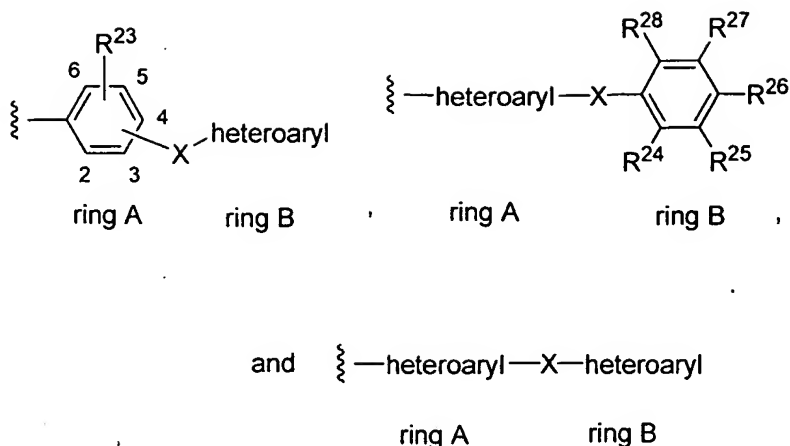 R23 R28 R27
6 5
4 heteroaryl X R26
X heteroaryl
2 3 R24 R25
ring A ring B , ring A ring B ,
and heteroaryl X heteroaryl
ring A ring B